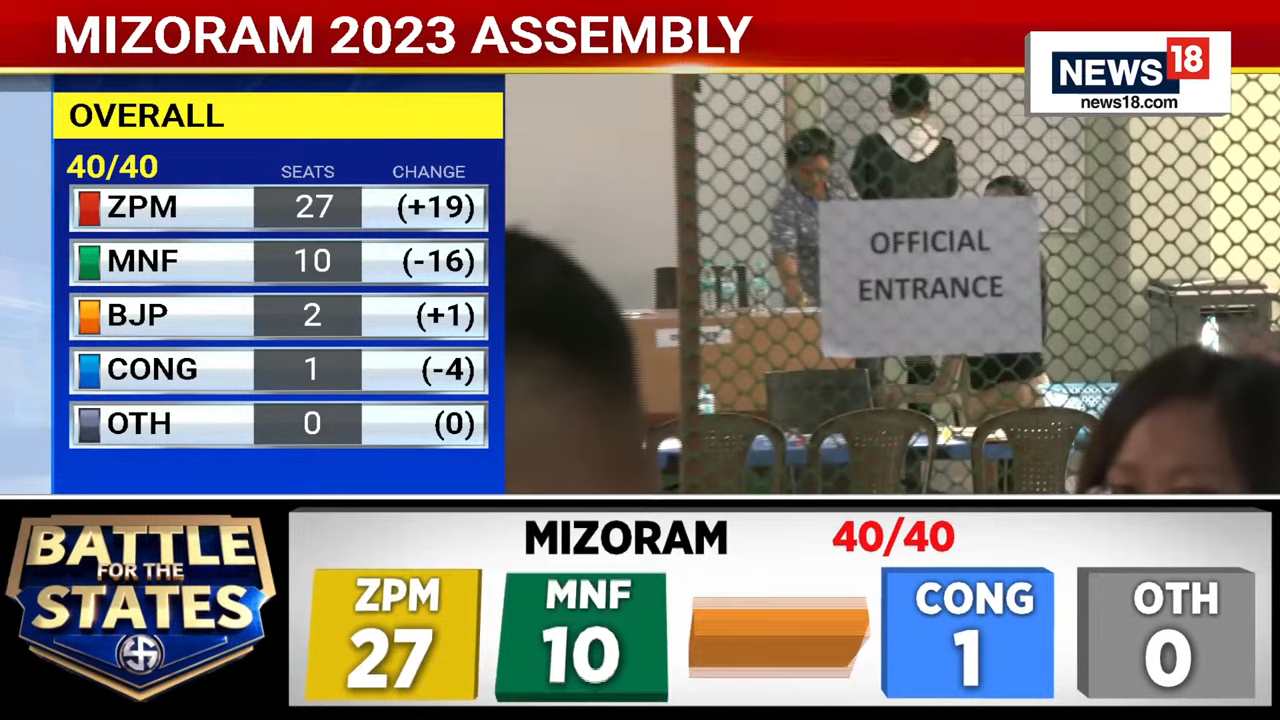 MIZORAM 2023 ASSEMBLY
NEWS 18
news18.com
OVERALL
40/40 SEATS CHANGE
ZPM 27 (+19)
MNF 10 (-16)
BJP 2 (+1)
CONG 1 (-4)
OTH 0 (0)
OFFICIAL
ENTRANCE
BATTLE
FOR THE
STATES
MIZORAM 40/40
ZPM MNF CONG OTH
27 10 1 0